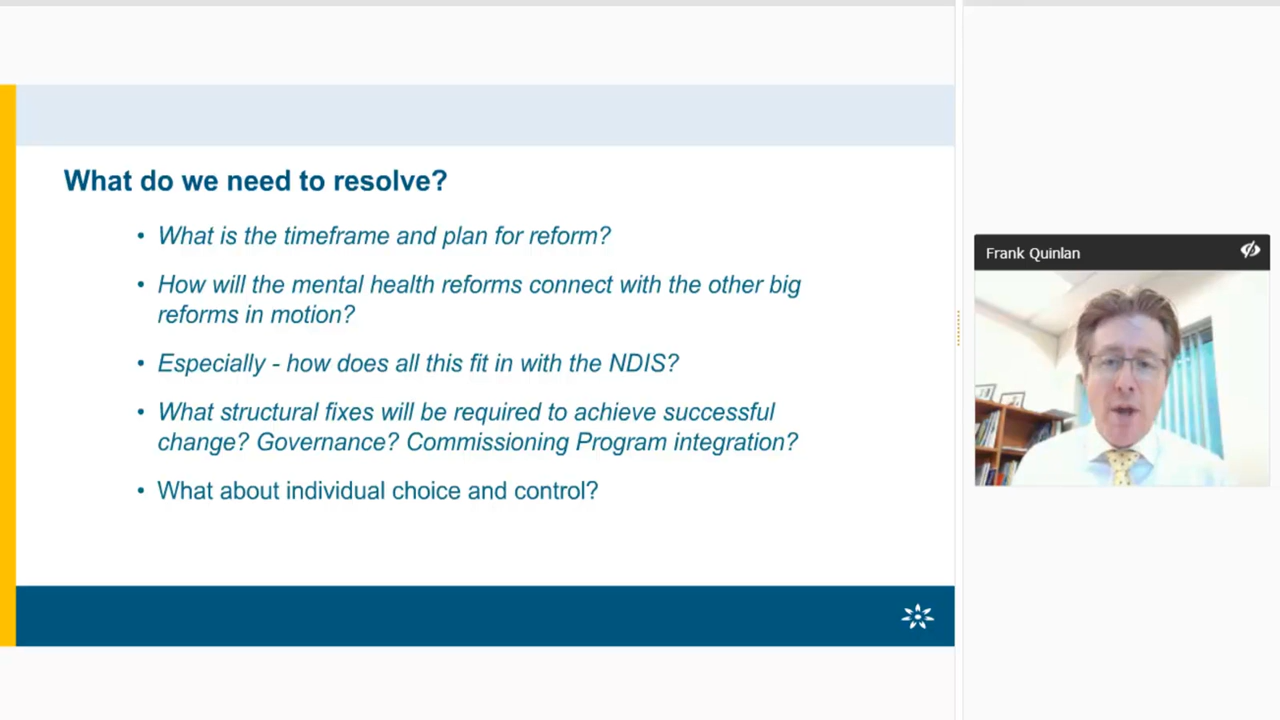 What do we need to resolve?
• What is the timeframe and plan for reform?
• How will the mental health reforms connect with the other big
reforms in motion?
• Especially - how does all this fit in with the NDIS?
• What structural fixes will be required to achieve successful
change? Governance? Commissioning Program integration?
• What about individual choice and control?
Frank Quinlan